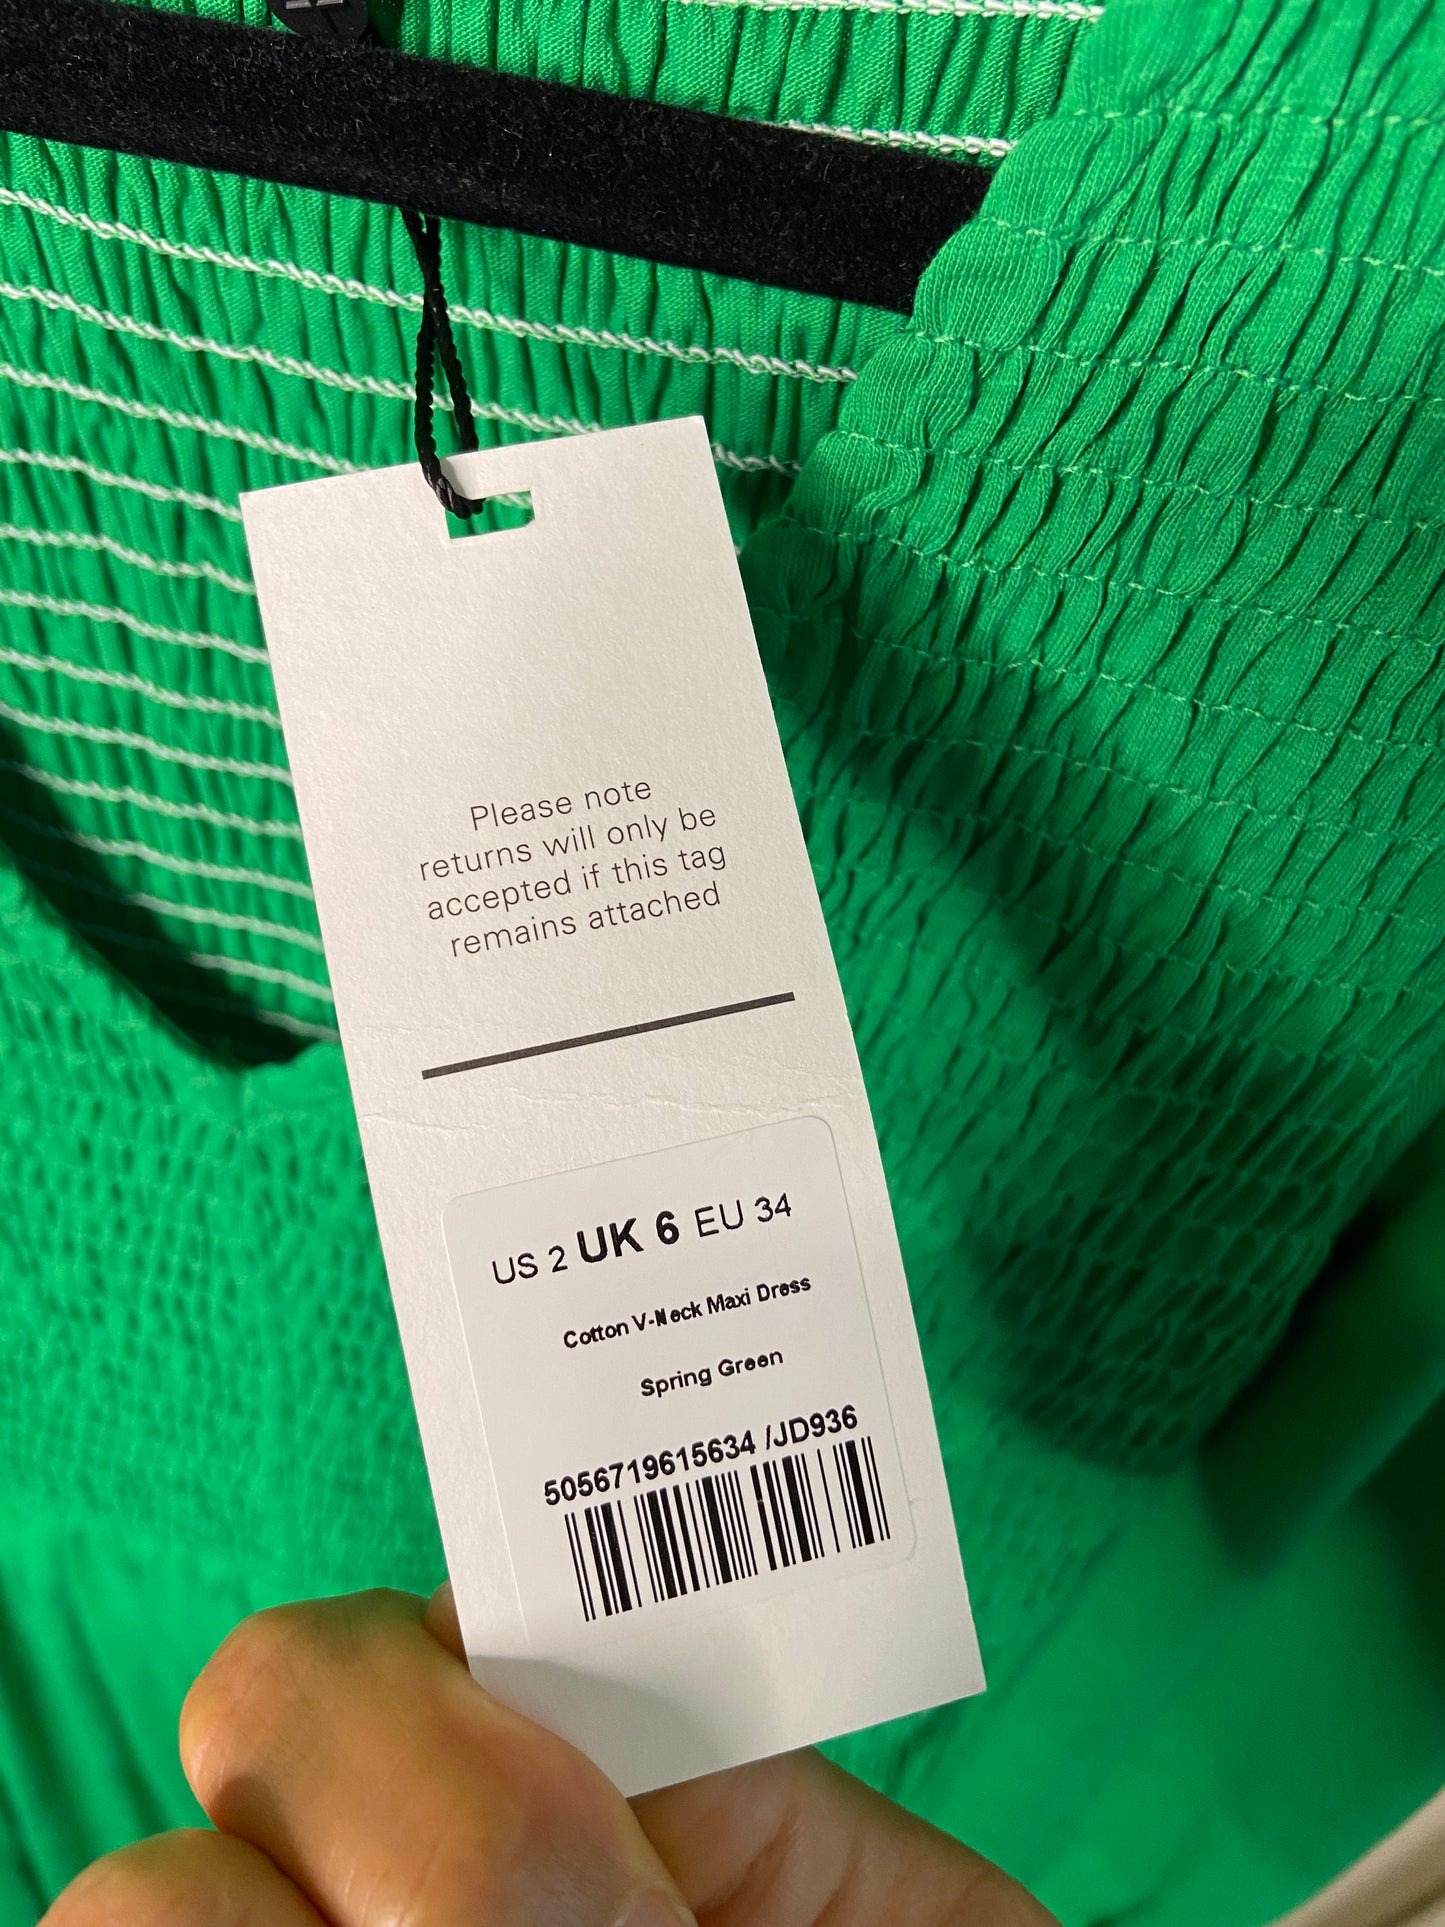 Please note
returns will only be
accepted if this tag
remains attached
US 2 UK 6 EU 34
Cotton V-Neck Maxi Dress
Spring Green
5056719615634 /JD936